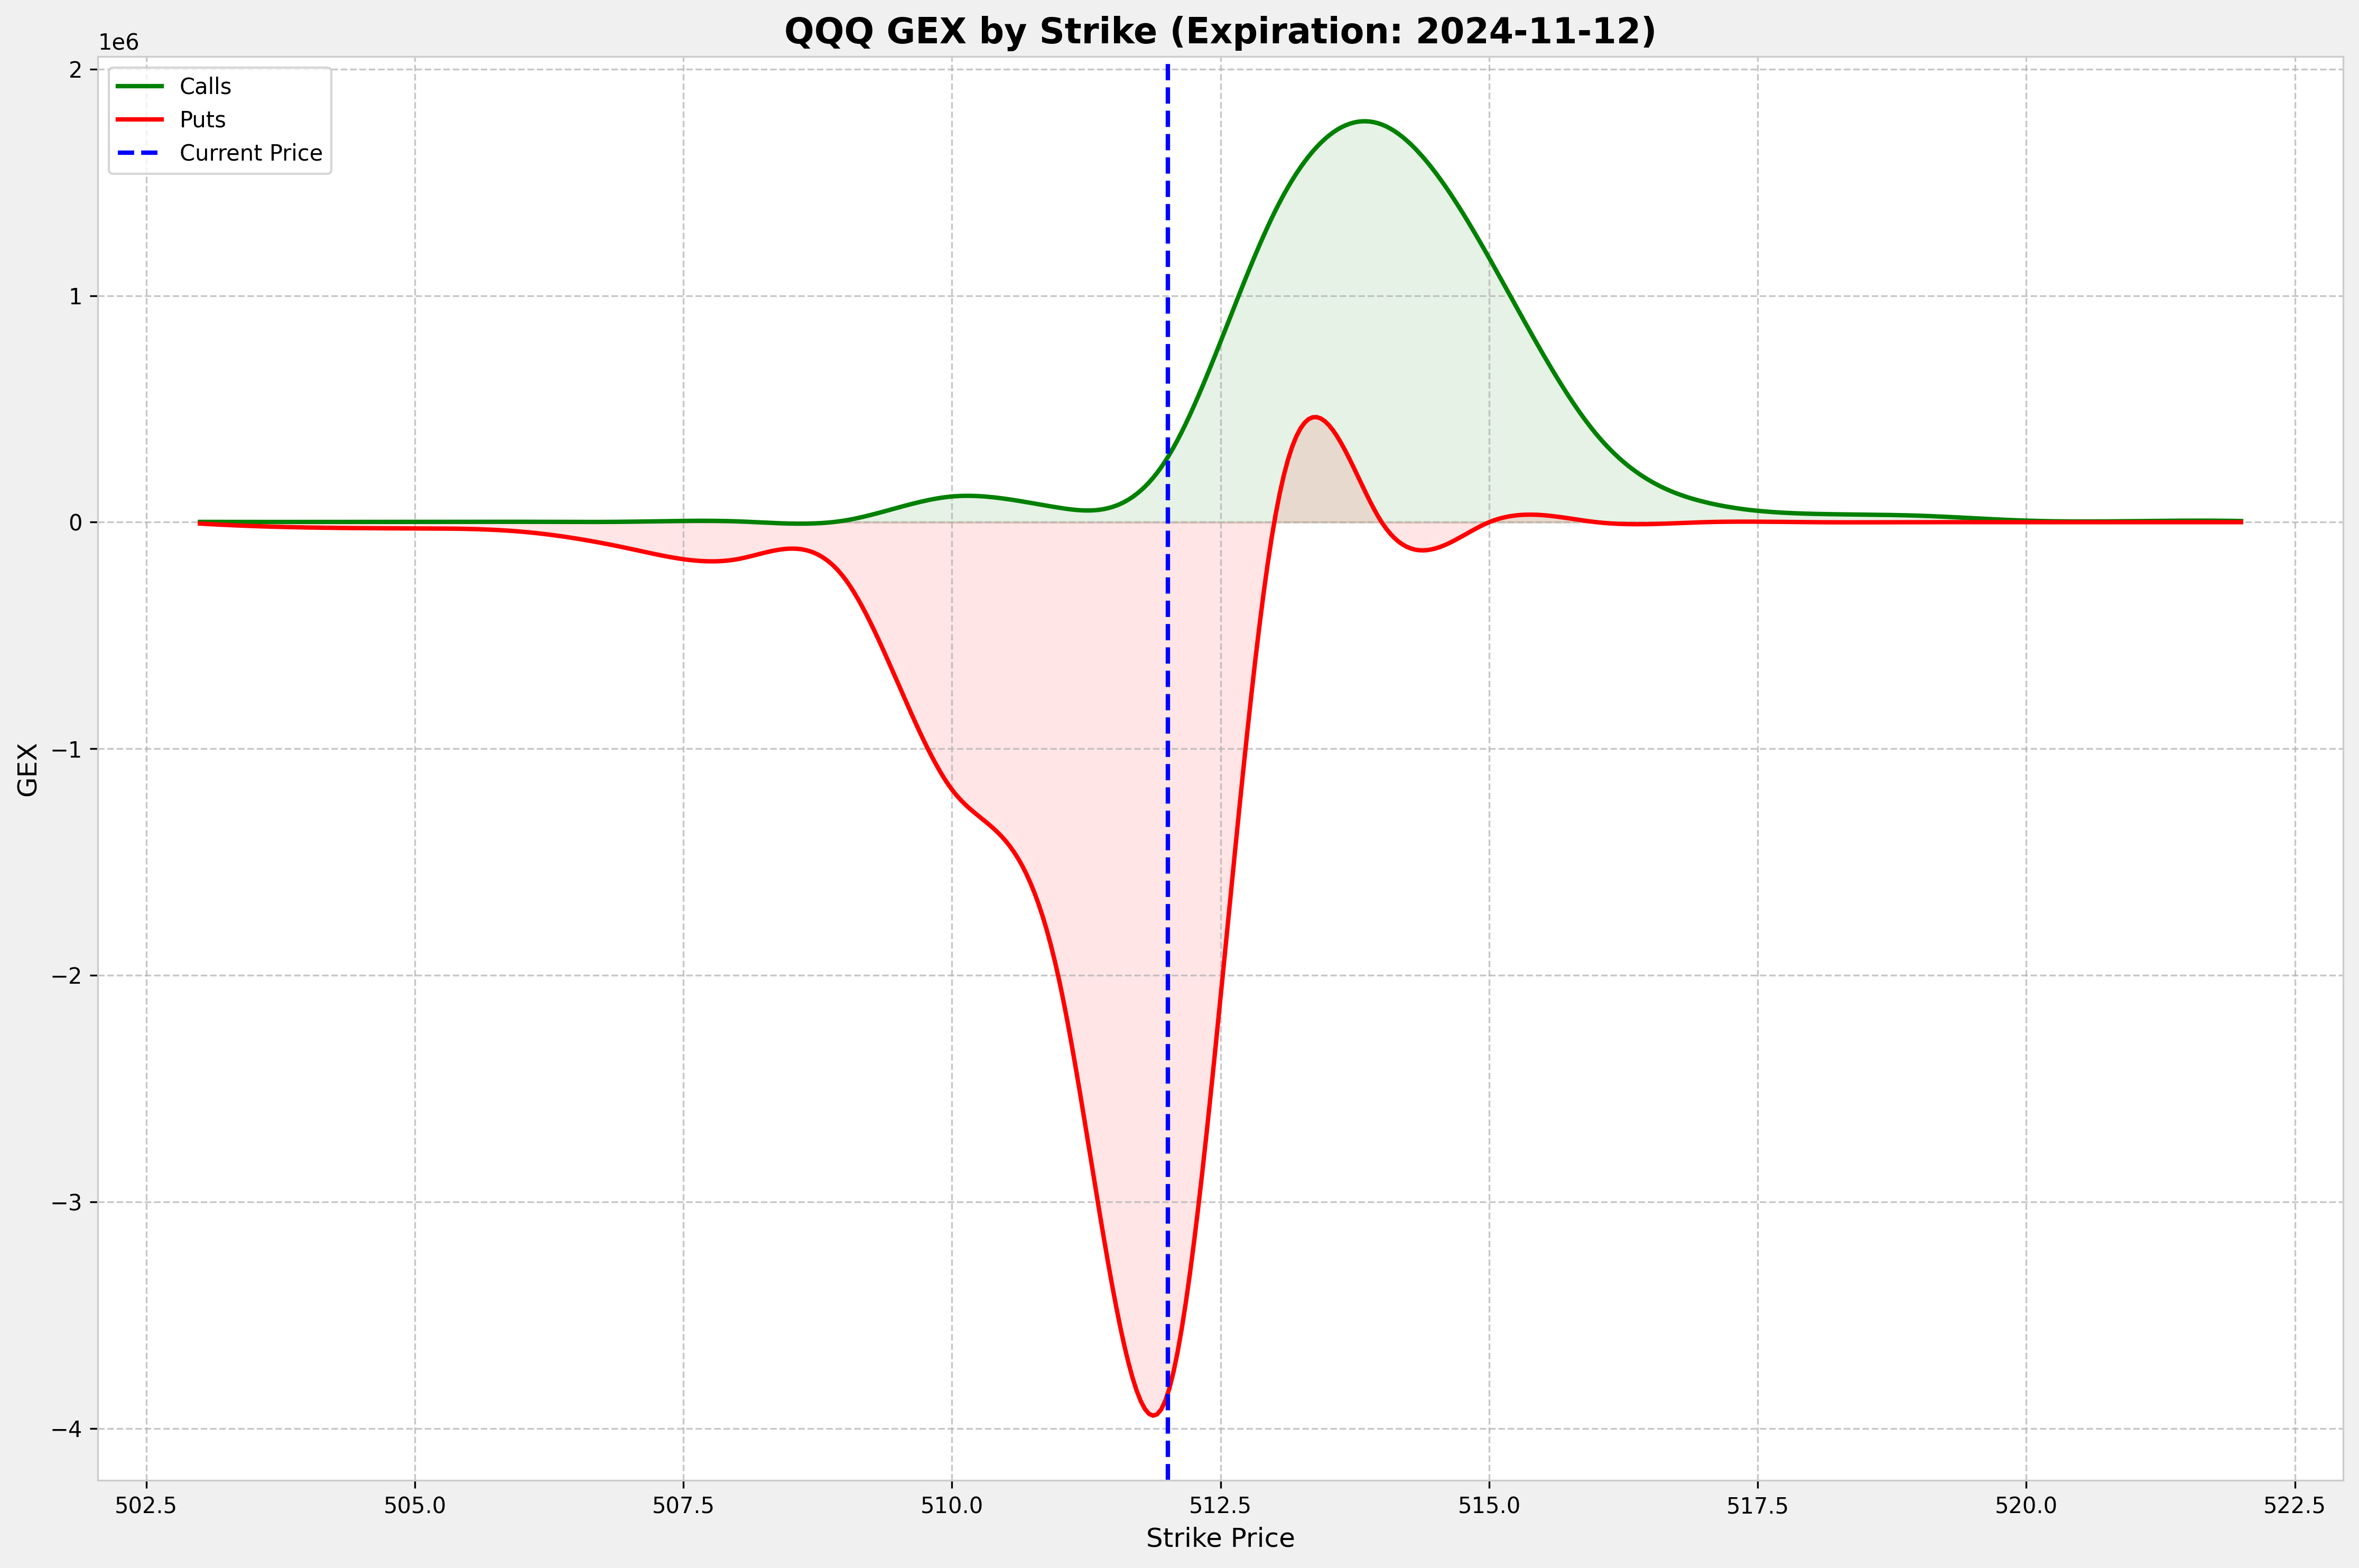 QQQ GEX by Strike (Expiration: 2024-11-12)
1e6
Calls
Puts
Current Price
2
1
0
−1
−2
−3
−4
GEX
502.5 505.0 507.5 510.0 512.5 515.0 517.5 520.0 522.5
Strike Price